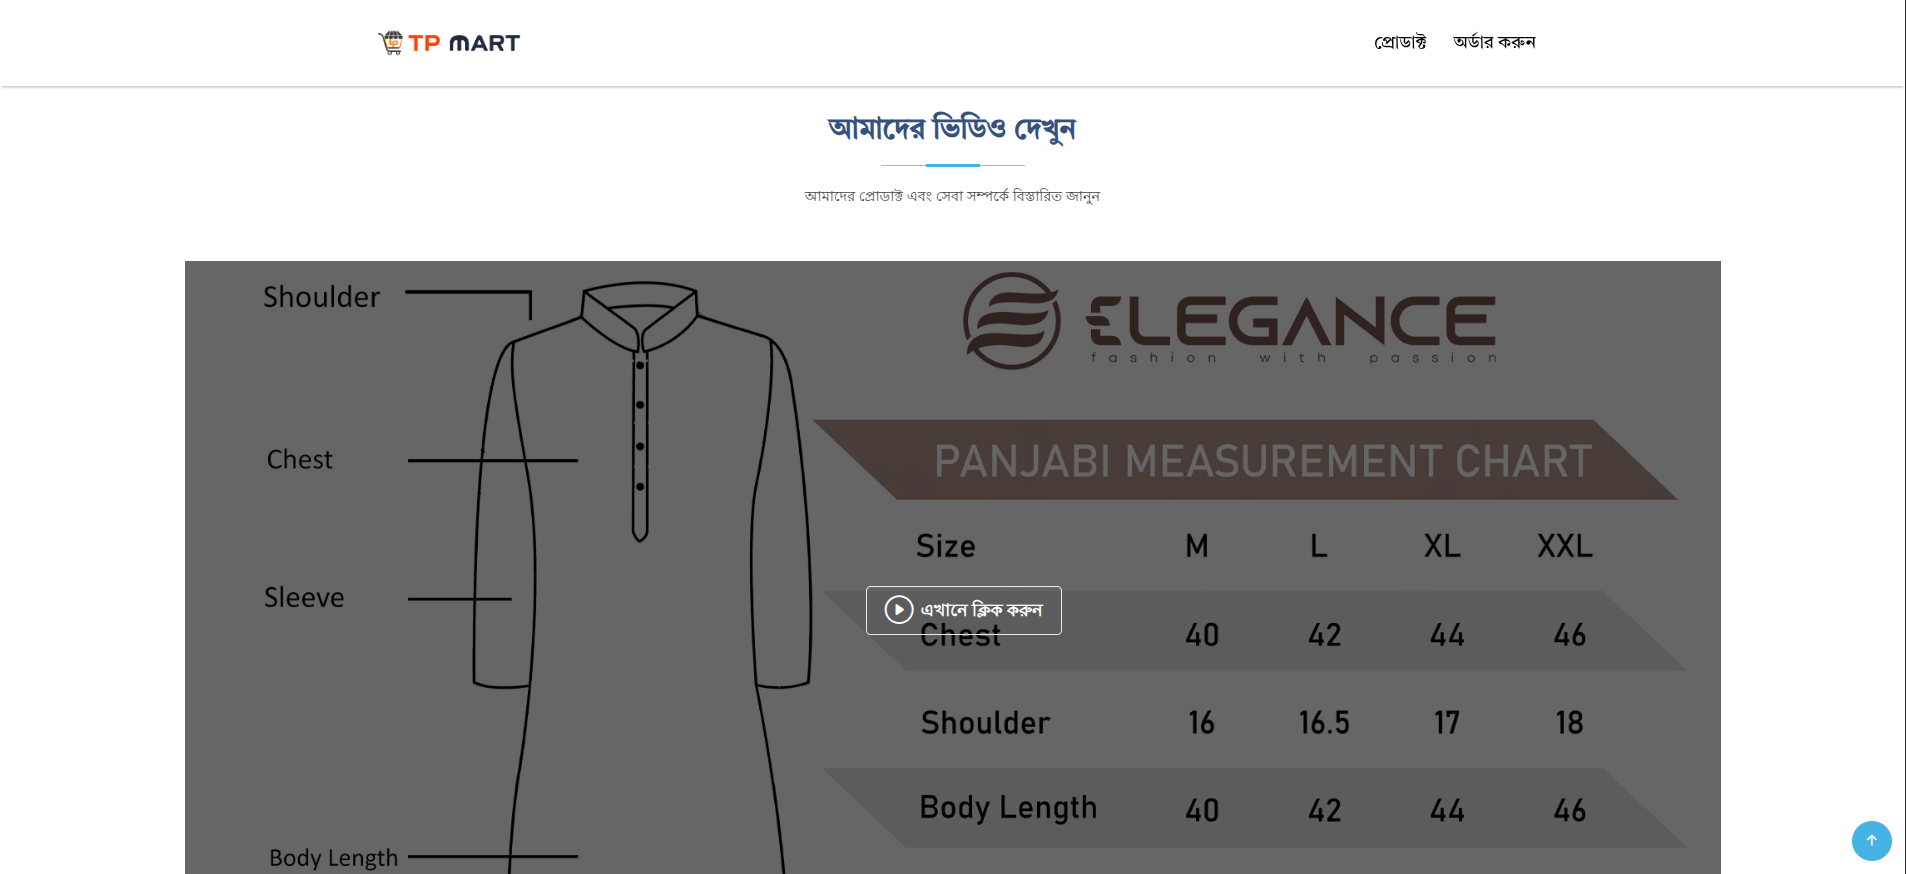 TP MART
প্রোডাক্ট অর্ডার করুন
আমাদের ভিডিও দেখুন
আমাদের প্রোডাক্ট এবং সেবা সম্পর্কে বিস্তারিত জানুন
Shoulder
Chest
Sleeve
Body Length
ELEGANCE
fashion with passion
PANJABI MEASUREMENT CHART
Size M L XL XXL
এখানে ক্লিক করুন
Chest 40 42 44 46
Shoulder 16 16.5 17 18
Body Length 40 42 44 46